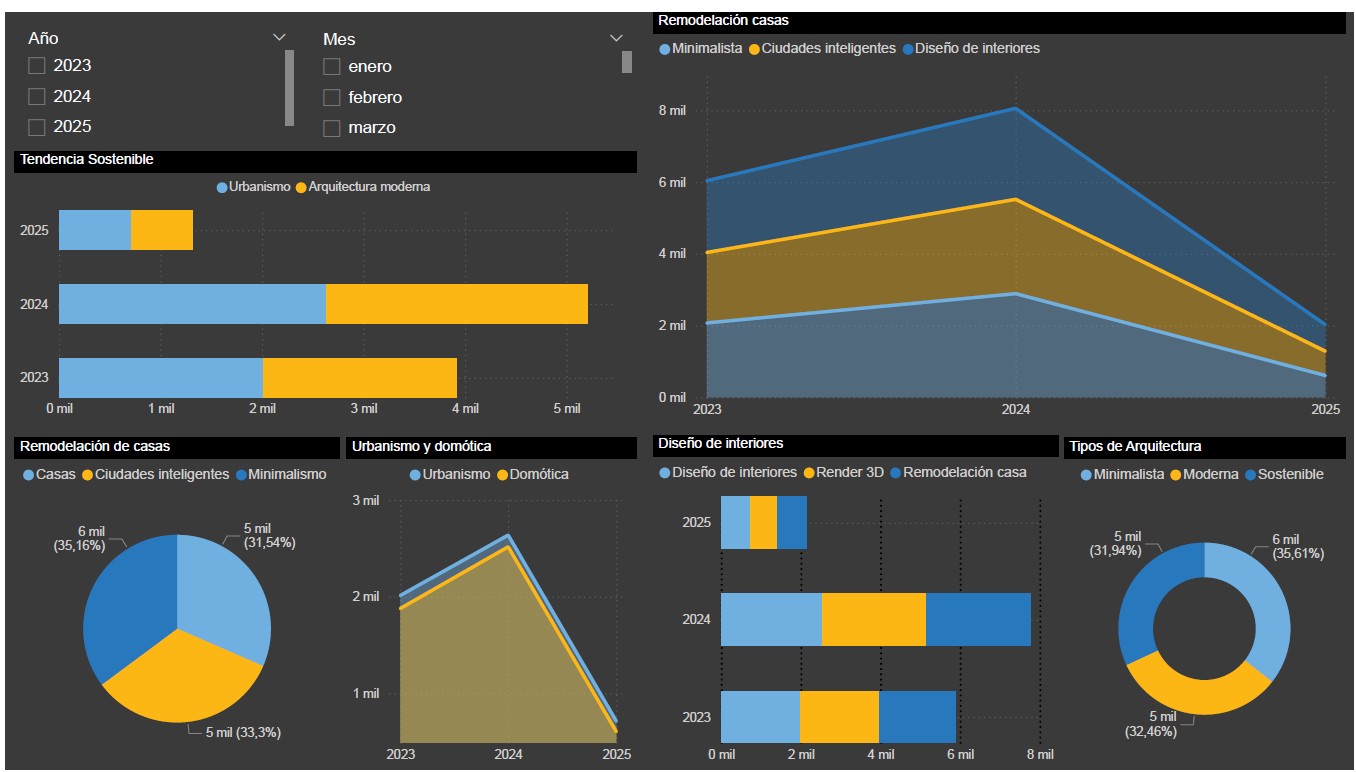 Año
2023
2024
2025
Mes
enero
febrero
marzo
Tendencia Sostenible
Urbanismo Arquitectura moderna
2025
2024
2023
0 mil 1 mil 2 mil 3 mil 4 mil 5 mil
Remodelación casas
Minimalista Ciudades inteligentes Diseño de interiores
8 mil
6 mil
4 mil
2 mil
0 mil
2023 2024 2025
Remodelación de casas
Casas Ciudades inteligentes Minimalismo
6 mil
(35,16%)
5 mil
(31,54%)
5 mil (33,3%)
Urbanismo y domótica
Urbanismo Domótica
3 mil
2 mil
1 mil
2023 2024 2025
Diseño de interiores
Diseño de interiores Render 3D Remodelación casa
2025
2024
2023
0 mil 2 mil 4 mil 6 mil 8 mil
Tipos de Arquitectura
Minimalista Moderna Sostenible
5 mil
(31,94%)
6 mil
(35,61%)
5 mil
(32,46%)